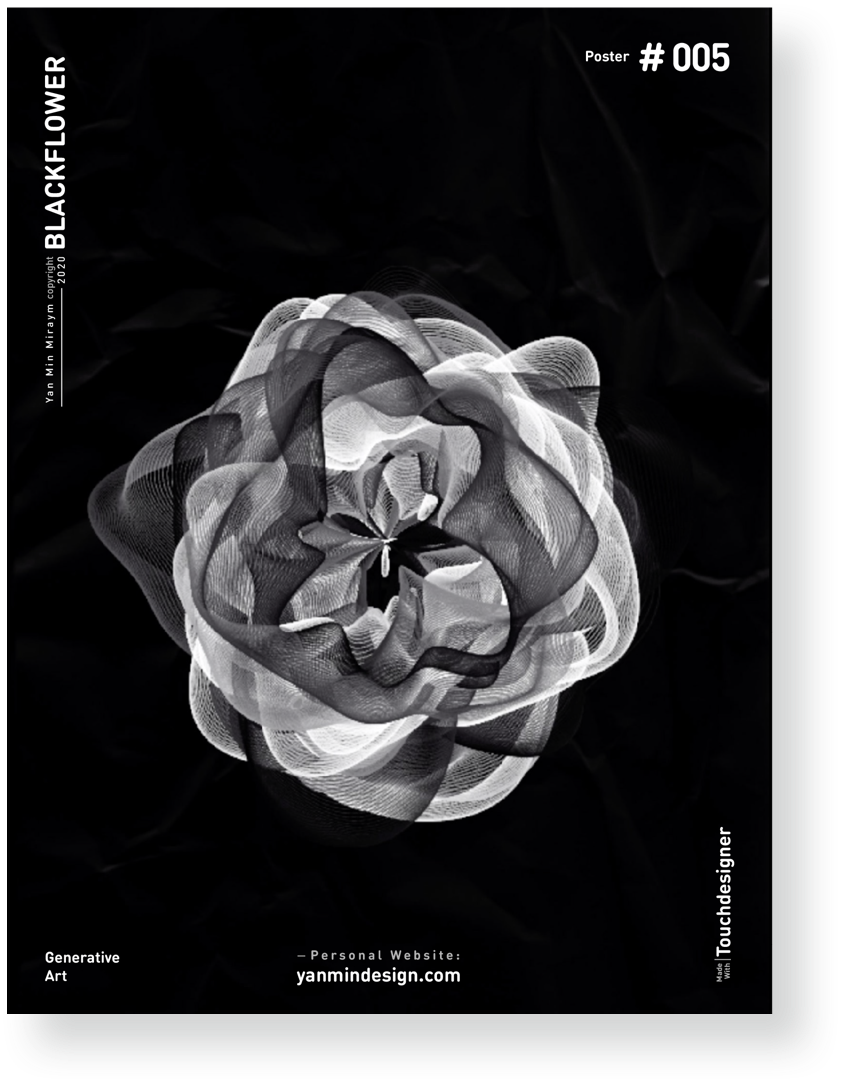 Poster # 005
BLACKFLOWER
Yan Min Miraym copyright
2020
Made
With
Touchdesigner
Generative
Art
– Personal Website:
yanmindesign.com